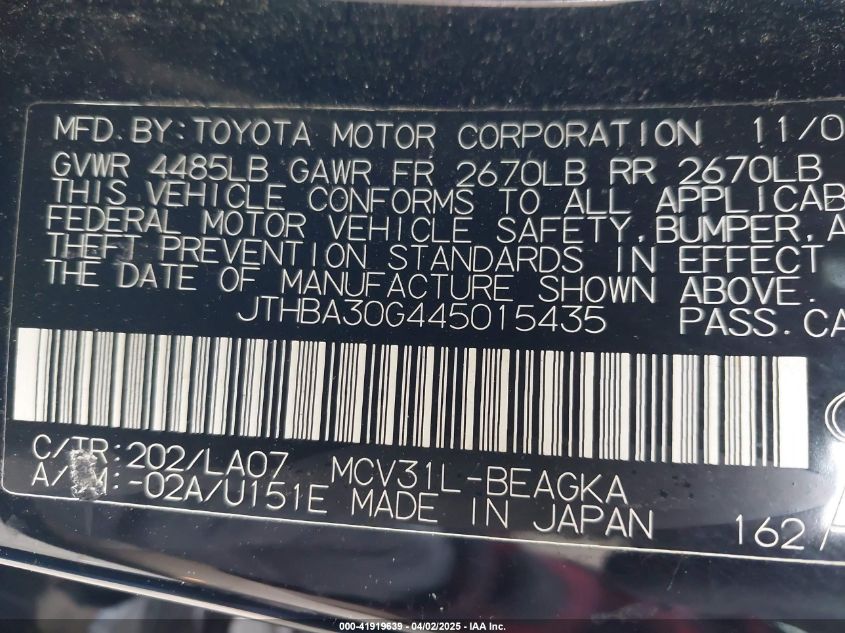 MFD. BY: TOYOTA MOTOR CORPORATION 11/0
GVWR 4485LB GAWR FR 2670LB RR 2670LB
THIS VEHICLE CONFORMS TO ALL APPLICAB
FEDERAL MOTOR VEHICLE SAFETY, BUMPER, A
THEFT PREVENTION STANDARDS IN EFFECT
THE DATE OF MANUFACTURE SHOWN ABOVE.
JTHBA30G445015435 PASS. CA
C/TR: 202/LA07 MCV31L-BEAGKA
A/TM: -02A/U151E MADE IN JAPAN 162
000-41919639 - 04/02/2025 - IAA Inc.